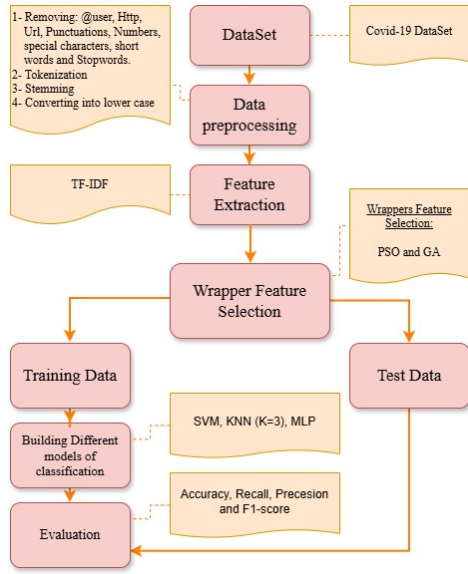 1- Removing: @user, Http,
Url, Punctuations, Numbers,
special characters, short
words and Stopwords.
2- Tokenization
3- Stemming
4- Converting into lower case
DataSet
Covid-19 DataSet
Data
preprocessing
TF-IDF
Feature
Extraction
Wrappers Feature
Selection:
PSO and GA
Wrapper Feature
Selection
Training Data
Test Data
Building Different
models of
classification
SVM, KNN (K=3), MLP
Evaluation
Accuracy, Recall, Precesion
and F1-score